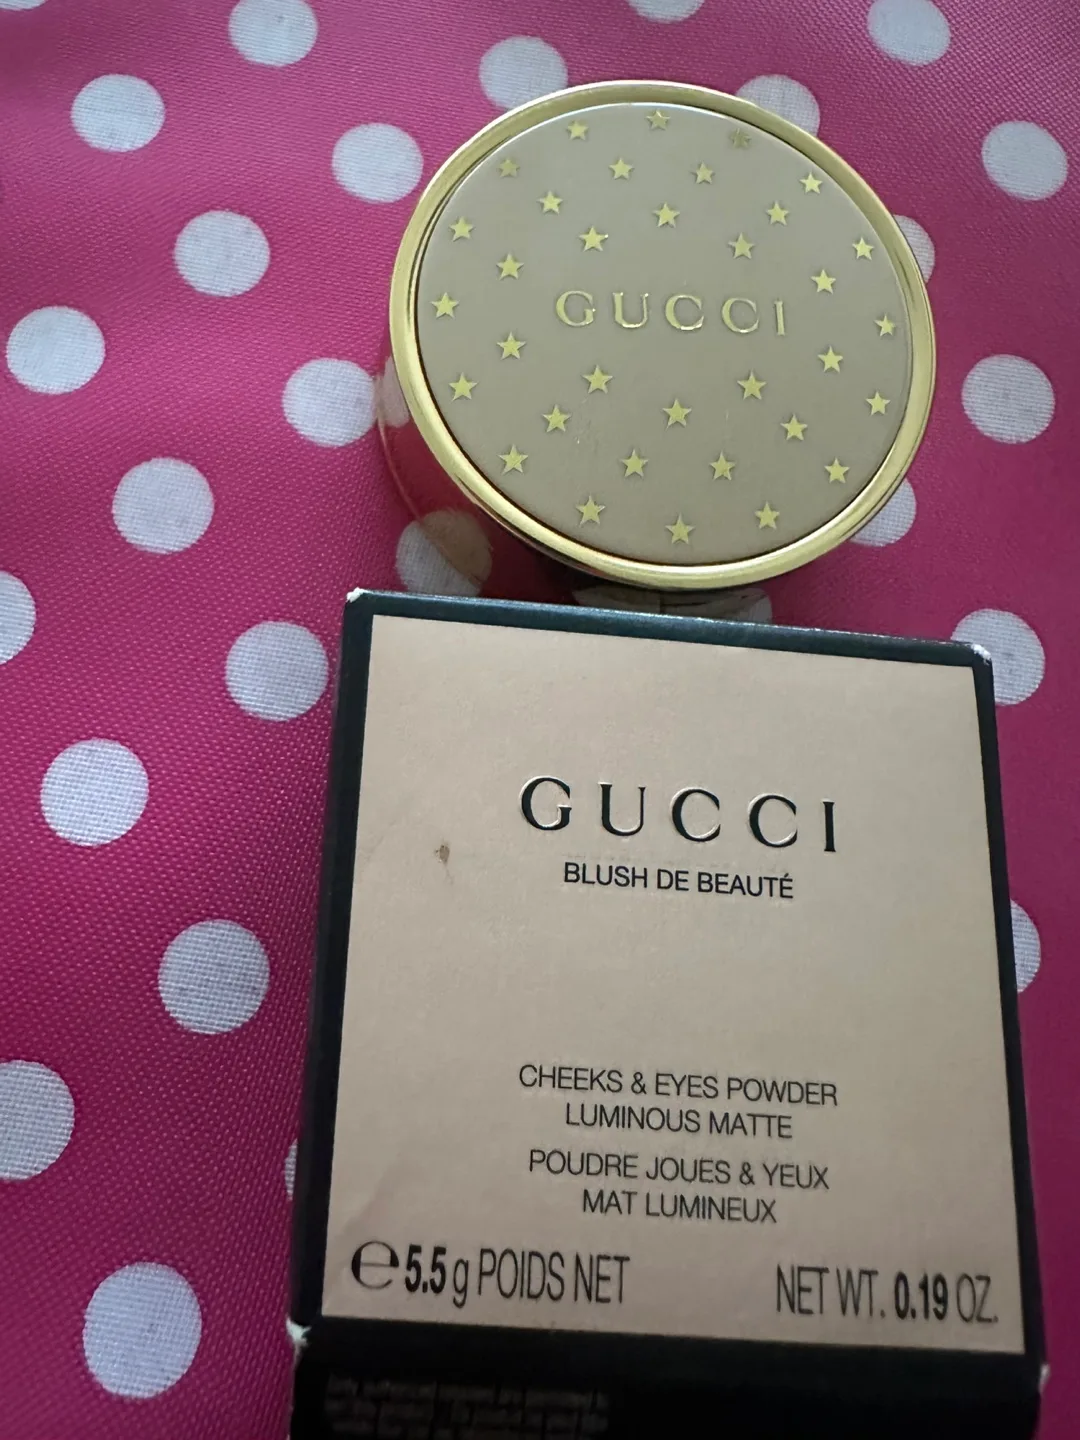 GUCCI
GUCCI
BLUSH DE BEAUTÉ
CHEEKS & EYES POWDER
LUMINOUS MATTE
POUDRE JOUES & YEUX
MAT LUMINEUX
℮ 5.5 g POIDS NET
NET WT. 0.19 OZ.